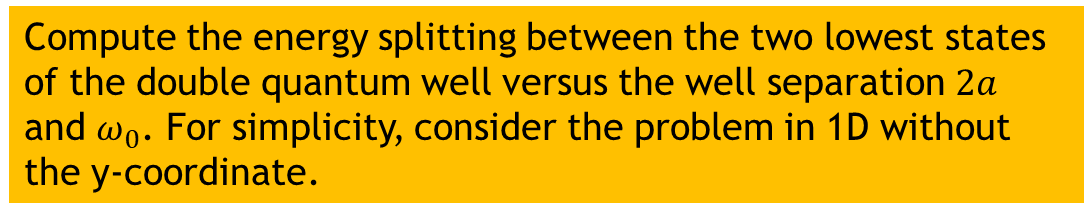 Compute the energy splitting between the two lowest states
of the double quantum well versus the well separation 2𝑎
and 𝜔₀. For simplicity, consider the problem in 1D without
the y-coordinate.